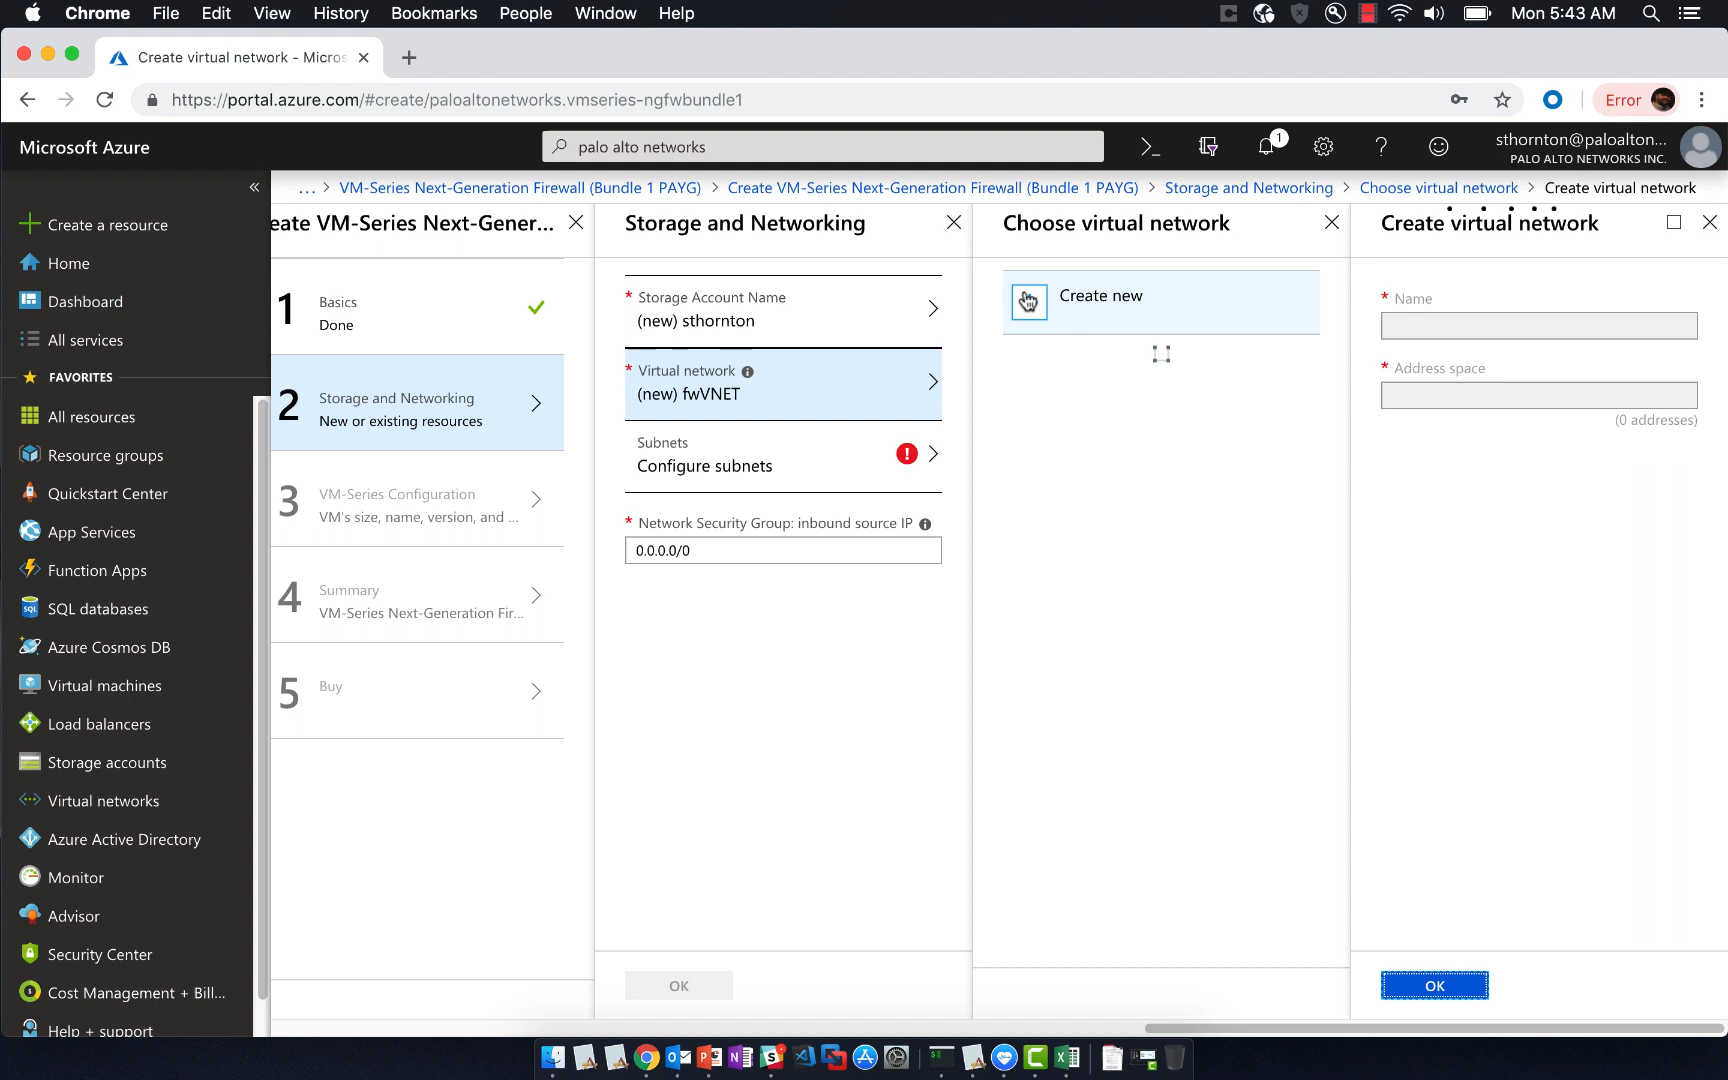 Chrome File Edit View History Bookmarks People Window Help Mon 5:43 AM
Create virtual network - Micros
https://portal.azure.com/#create/paloaltonetworks.vmseries-ngfwbundle1
Error
Microsoft Azure
palo alto networks
1
sthornton@paloalton...
PALO ALTO NETWORKS INC.
... > VM-Series Next-Generation Firewall (Bundle 1 PAYG) > Create VM-Series Next-Generation Firewall (Bundle 1 PAYG) > Storage and Networking > Choose virtual network > Create virtual network
Create a resource
Home
Dashboard
All services
FAVORITES
All resources
Resource groups
Quickstart Center
App Services
Function Apps
SQL databases
Azure Cosmos DB
Virtual machines
Load balancers
Storage accounts
Virtual networks
Azure Active Directory
Monitor
Advisor
Security Center
Cost Management + Bill...
Help + support
eate VM-Series Next-Gener...
1
Basics
Done
2
Storage and Networking
New or existing resources
3
VM-Series Configuration
VM's size, name, version, and ...
4
Summary
VM-Series Next-Generation Fir...
5
Buy
Storage and Networking
* Storage Account Name
(new) sthornton
* Virtual network
(new) fwVNET
Subnets
Configure subnets
* Network Security Group: inbound source IP
0.0.0.0/0
OK
Choose virtual network
Create new
Create virtual network
* Name
* Address space
(0 addresses)
OK